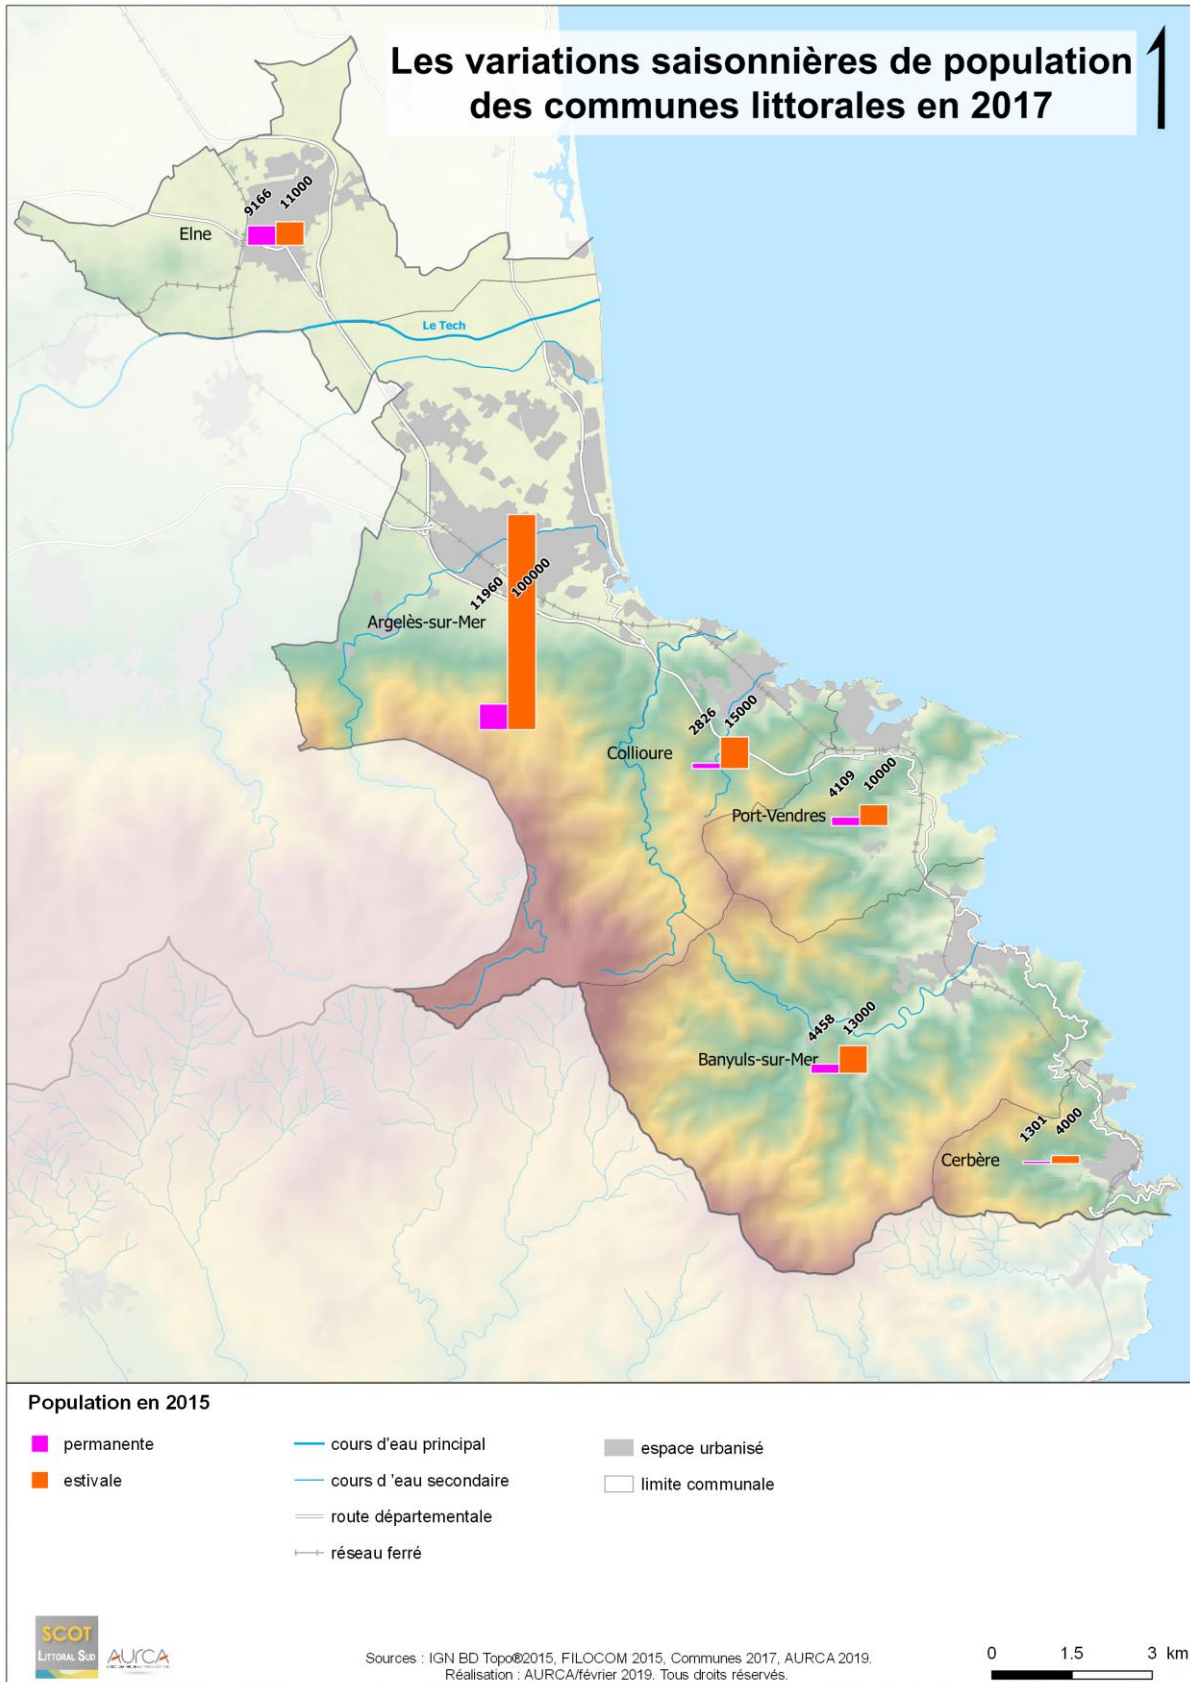 Les variations saisonnières de population
des communes littorales en 2017
9166
11000
Elne
Le Tech
11960
100000
Argelès-sur-Mer
2826
15000
Collioure
4109
10000
Port-Vendres
4458
13000
Banyuls-sur-Mer
1301
4000
Cerbère
Population en 2015
permanente
estivale
cours d'eau principal
cours d 'eau secondaire
route départementale
réseau ferré
espace urbanisé
limite communale
SCOT
LITTORAL SUD
AURCA
Sources : IGN BD Topo®2015, FILOCOM 2015, Communes 2017, AURCA 2019.
Réalisation : AURCA/février 2019. Tous droits réservés.
0 1.5 3 km